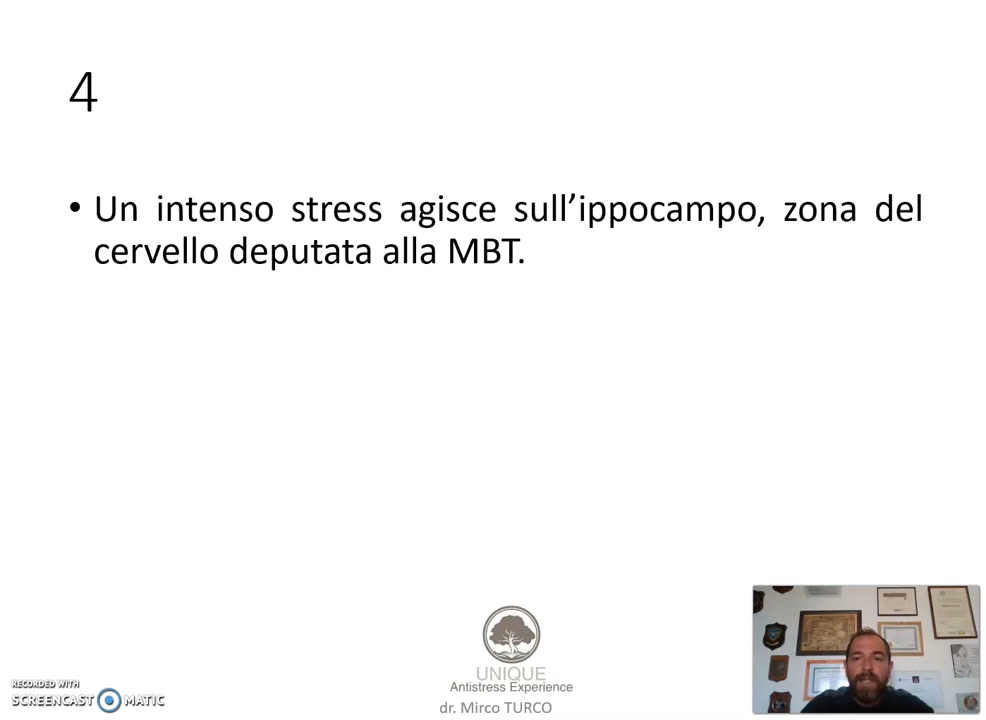 4
• Un intenso stress agisce sull’ippocampo, zona del
cervello deputata alla MBT.
UNIQUE
Antistress Experience
dr. Mirco TURCO
RECORDED WITH
SCREENCAST MATIC